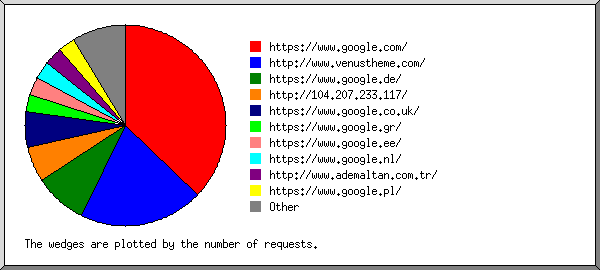 https://www.google.com/
http://www.venustheme.com/
https://www.google.de/
http://104.207.233.117/
https://www.google.co.uk/
https://www.google.gr/
https://www.google.ee/
https://www.google.nl/
http://www.ademaltan.com.tr/
https://www.google.pl/
Other
The wedges are plotted by the number of requests.